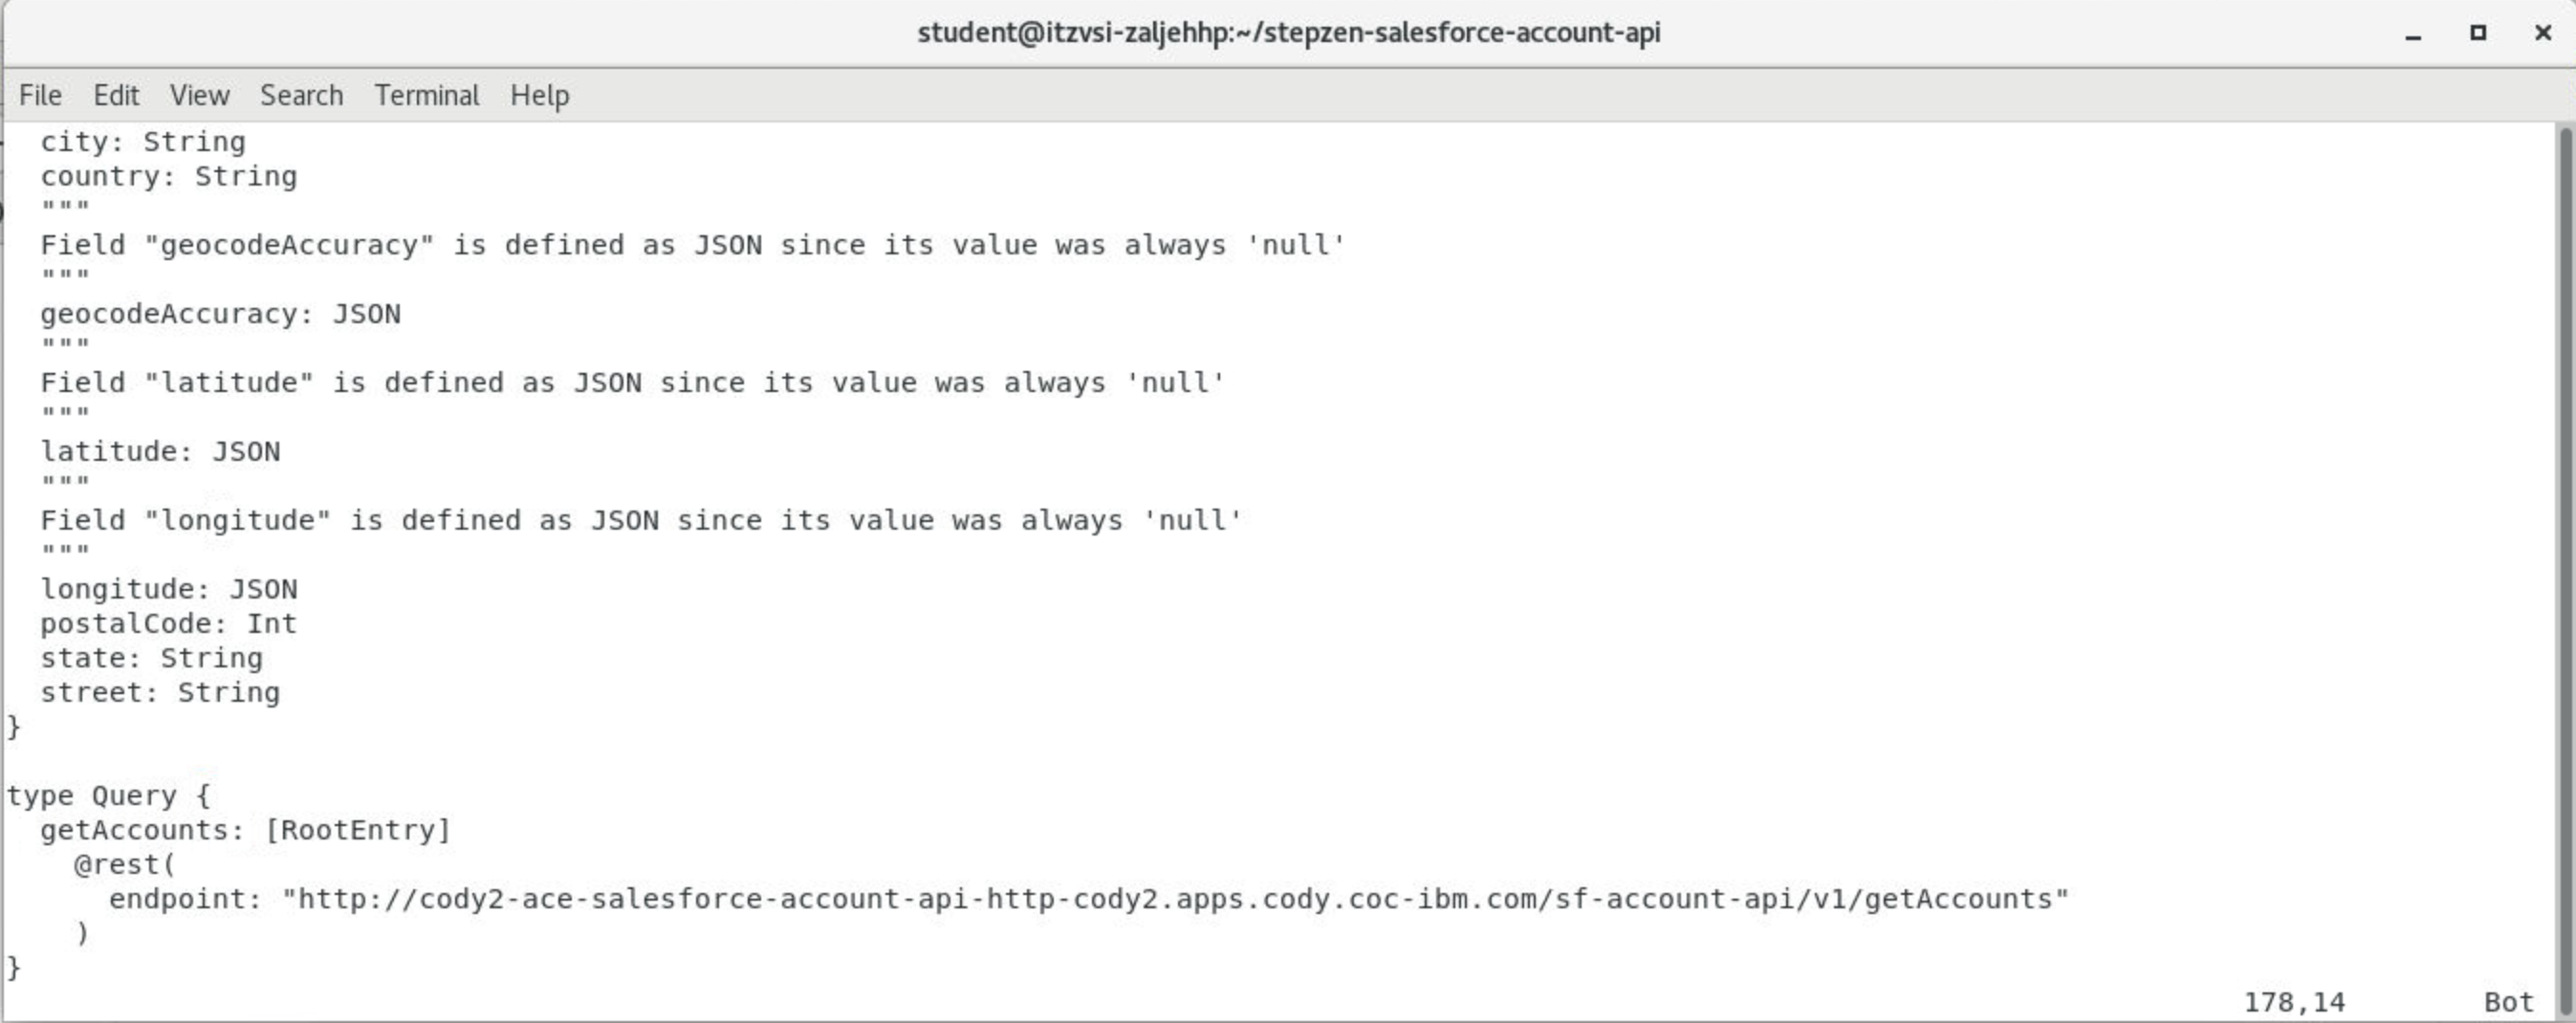 student@itzvsi-zaljehhp:~/stepzen-salesforce-account-api
File Edit View Search Terminal Help
  city: String
  country: String
  """
  Field "geocodeAccuracy" is defined as JSON since its value was always 'null'
  """
  geocodeAccuracy: JSON
  """
  Field "latitude" is defined as JSON since its value was always 'null'
  """
  latitude: JSON
  """
  Field "longitude" is defined as JSON since its value was always 'null'
  """
  longitude: JSON
  postalCode: Int
  state: String
  street: String
}

type Query {
  getAccounts: [RootEntry]
    @rest(
      endpoint: "http://cody2-ace-salesforce-account-api-http-cody2.apps.cody.coc-ibm.com/sf-account-api/v1/getAccounts"
    )
}
178,14 Bot